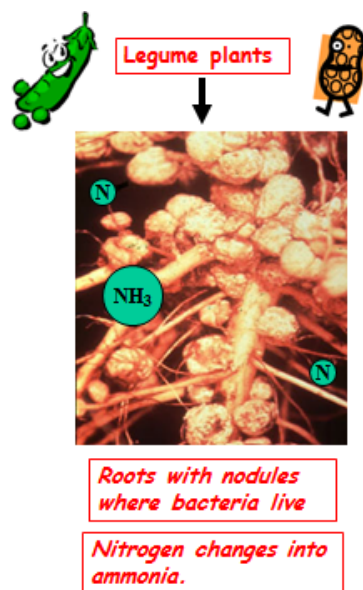 Legume plants
N
NH₃
N
Roots with nodules
where bacteria live
Nitrogen changes into
ammonia.